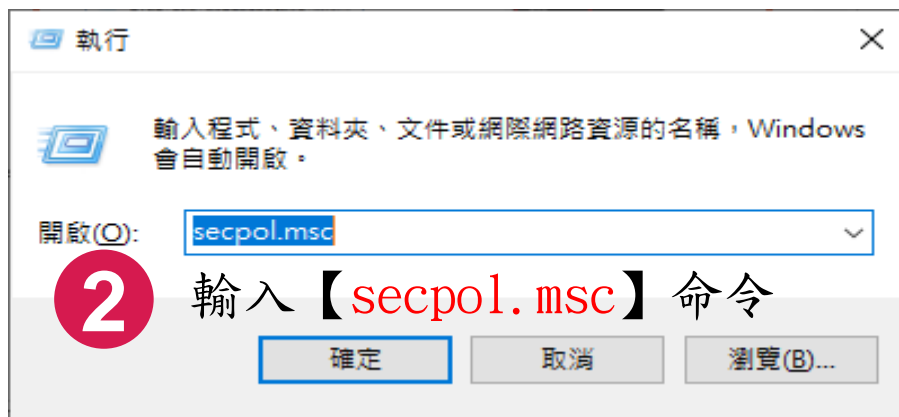 執行
輸入程式、資料夾、文件或網際網路資源的名稱，Windows
會自動開啟。
開啟(O):
secpol.msc
2 輸入【secpol.msc】命令
確定 取消 瀏覽(B)...